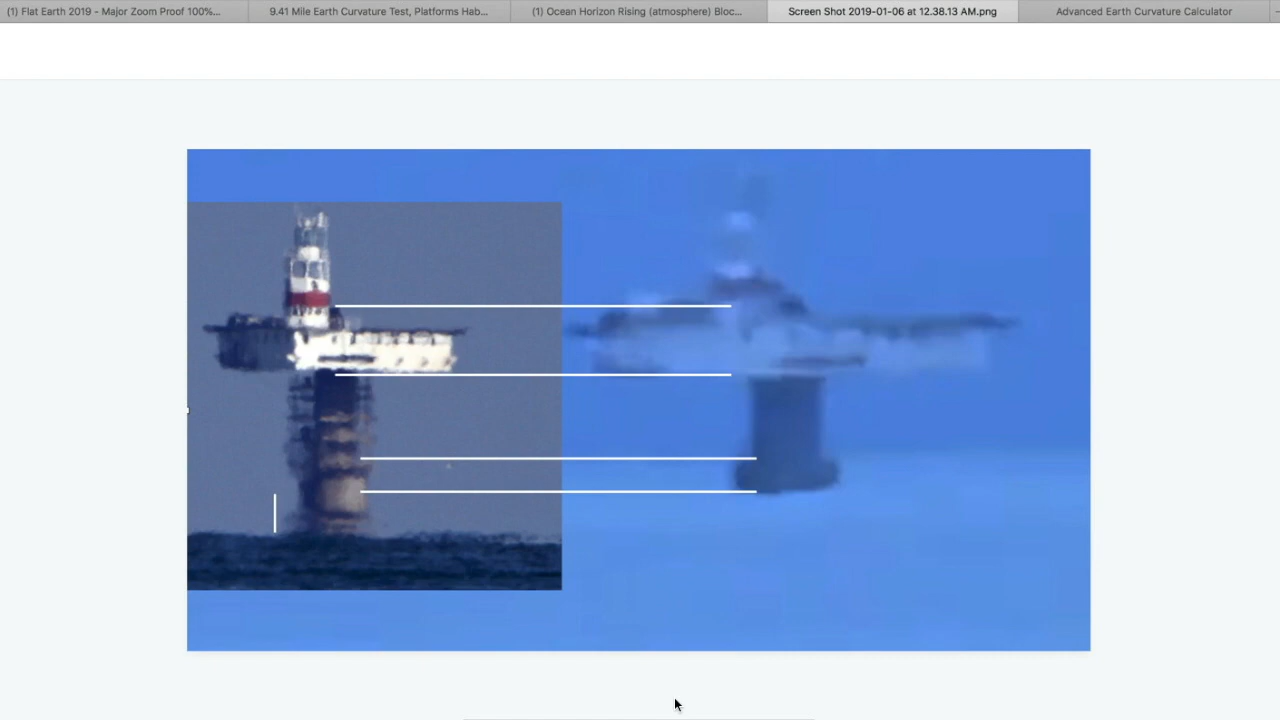 (1) Flat Earth 2019 - Major Zoom Proof 100%...
9.41 Mile Earth Curvature Test, Platforms Hab...
(1) Ocean Horizon Rising (atmosphere) Bloc...
Screen Shot 2019-01-06 at 12.38.13 AM.png
Advanced Earth Curvature Calculator